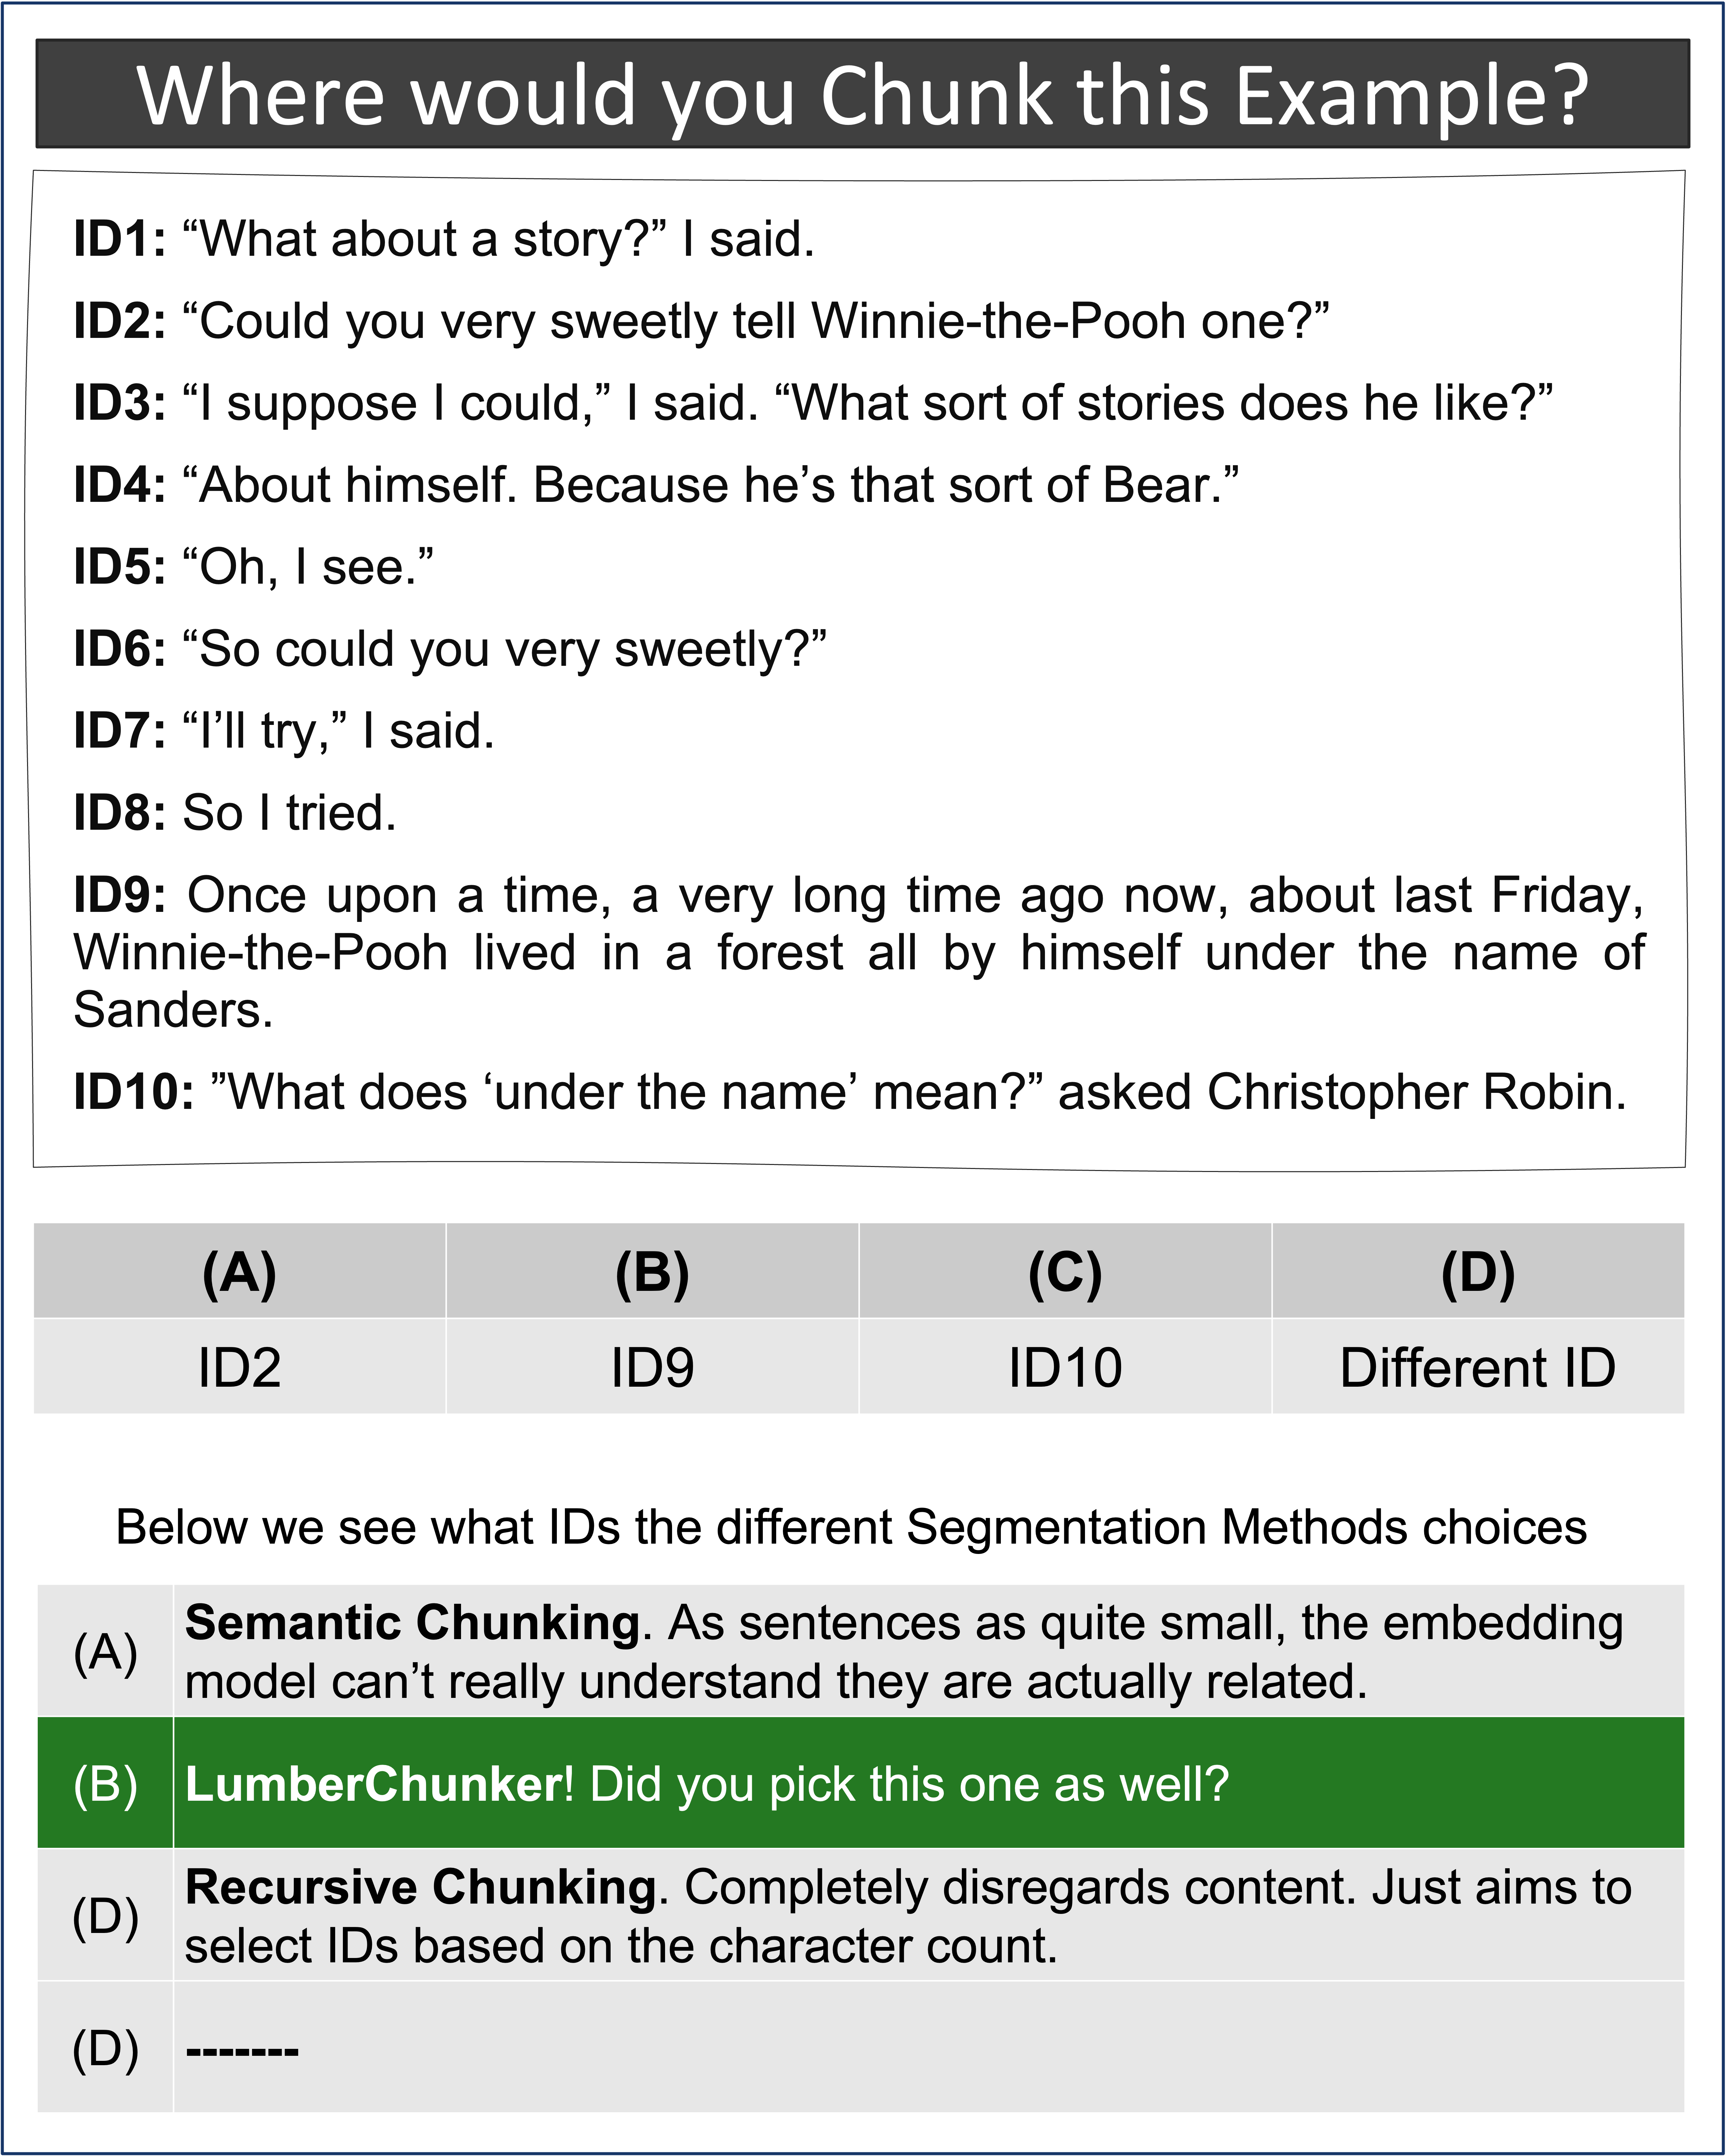 Where would you Chunk this Example?
ID1: “What about a story?” I said.
ID2: “Could you very sweetly tell Winnie-the-Pooh one?”
ID3: “I suppose I could,” I said. “What sort of stories does he like?”
ID4: “About himself. Because he’s that sort of Bear.”
ID5: “Oh, I see.”
ID6: “So could you very sweetly?”
ID7: “I’ll try,” I said.
ID8: So I tried.
ID9: Once upon a time, a very long time ago now, about last Friday,
Winnie-the-Pooh lived in a forest all by himself under the name of
Sanders.
ID10: ”What does ‘under the name’ mean?” asked Christopher Robin.
(A) (B) (C) (D)
ID2 ID9 ID10 Different ID
Below we see what IDs the different Segmentation Methods choices
(A) Semantic Chunking. As sentences as quite small, the embedding
model can’t really understand they are actually related.
(B) LumberChunker! Did you pick this one as well?
(D) Recursive Chunking. Completely disregards content. Just aims to
select IDs based on the character count.
(D) -------